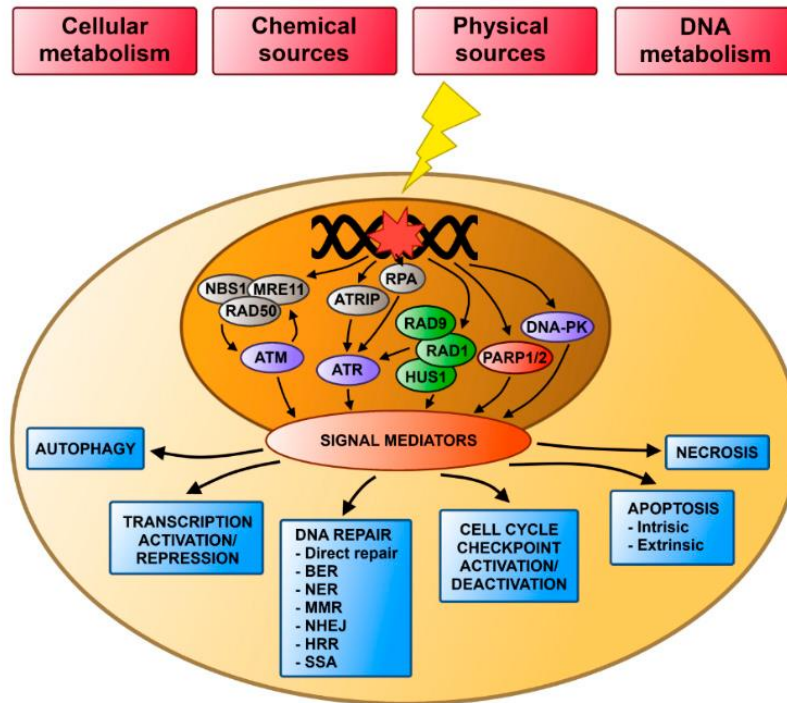 Cellular
metabolism
Chemical
sources
Physical
sources
DNA
metabolism
NBS1
MRE11
RAD50
ATM
ATRIP
RPA
ATR
RAD9
RAD1
HUS1
PARP1/2
DNA-PK
SIGNAL MEDIATORS
AUTOPHAGY
NECROSIS
TRANSCRIPTION
ACTIVATION/
REPRESSION
DNA REPAIR
- Direct repair
- BER
- NER
- MMR
- NHEJ
- HRR
- SSA
CELL CYCLE
CHECKPOINT
ACTIVATION/
DEACTIVATION
APOPTOSIS
- Intrisic
- Extrinsic